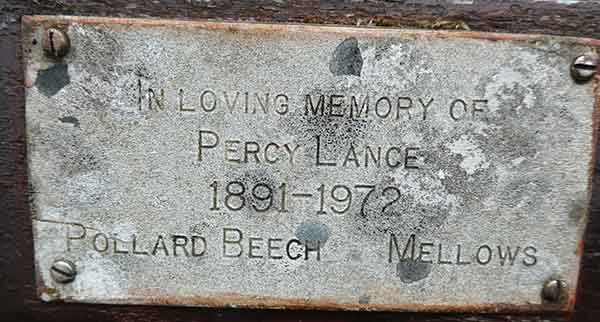 IN LOVING MEMORY OF
PERCY LANCE
1891-1972
POLLARD BEECH MELLOWS